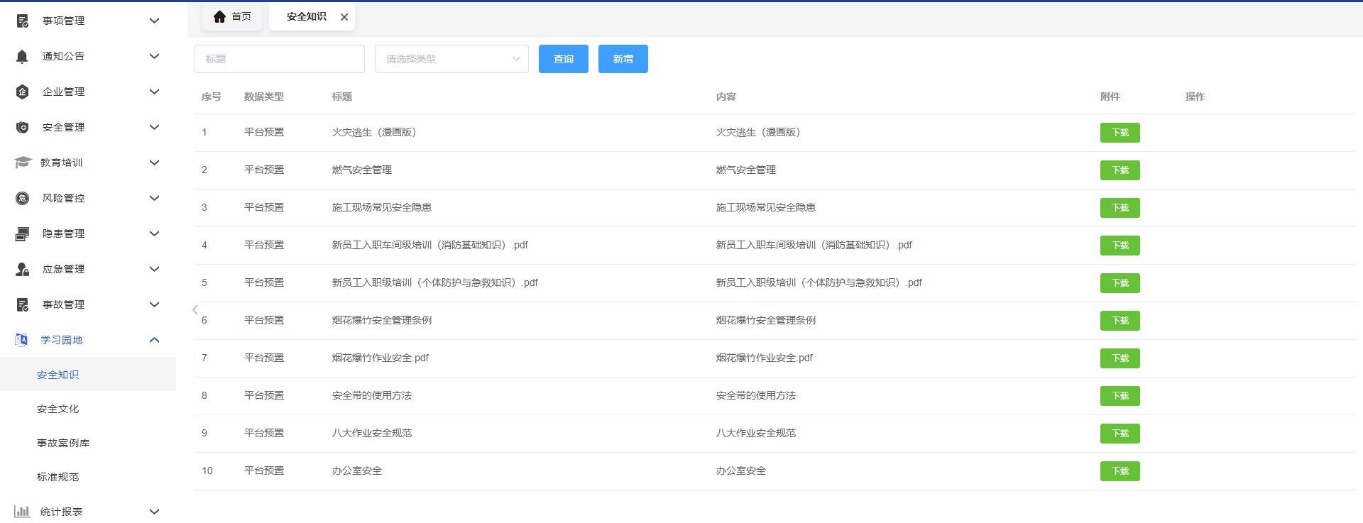 事项管理
通知公告
企业管理
安全管理
教育培训
风险管控
隐患管理
应急管理
事故管理
学习园地
安全知识
安全文化
事故案例库
标准规范
统计报表
首页 安全知识
标题 请选择类型 查询 新增
序号 数据类型 标题 内容 附件 操作
1 平台预置 火灾逃生（漫画版） 火灾逃生（漫画版） 下载
2 平台预置 燃气安全管理 燃气安全管理 下载
3 平台预置 施工现场常见安全隐患 施工现场常见安全隐患 下载
4 平台预置 新员工入职车间级培训（消防基础知识）.pdf 新员工入职车间级培训（消防基础知识）.pdf 下载
5 平台预置 新员工入职级培训（个体防护与急救知识）.pdf 新员工入职级培训（个体防护与急救知识）.pdf 下载
6 平台预置 烟花爆竹安全管理条例 烟花爆竹安全管理条例 下载
7 平台预置 烟花爆竹作业安全.pdf 烟花爆竹作业安全.pdf 下载
8 平台预置 安全带的使用方法 安全带的使用方法 下载
9 平台预置 八大作业安全规范 八大作业安全规范 下载
10 平台预置 办公室安全 办公室安全 下载